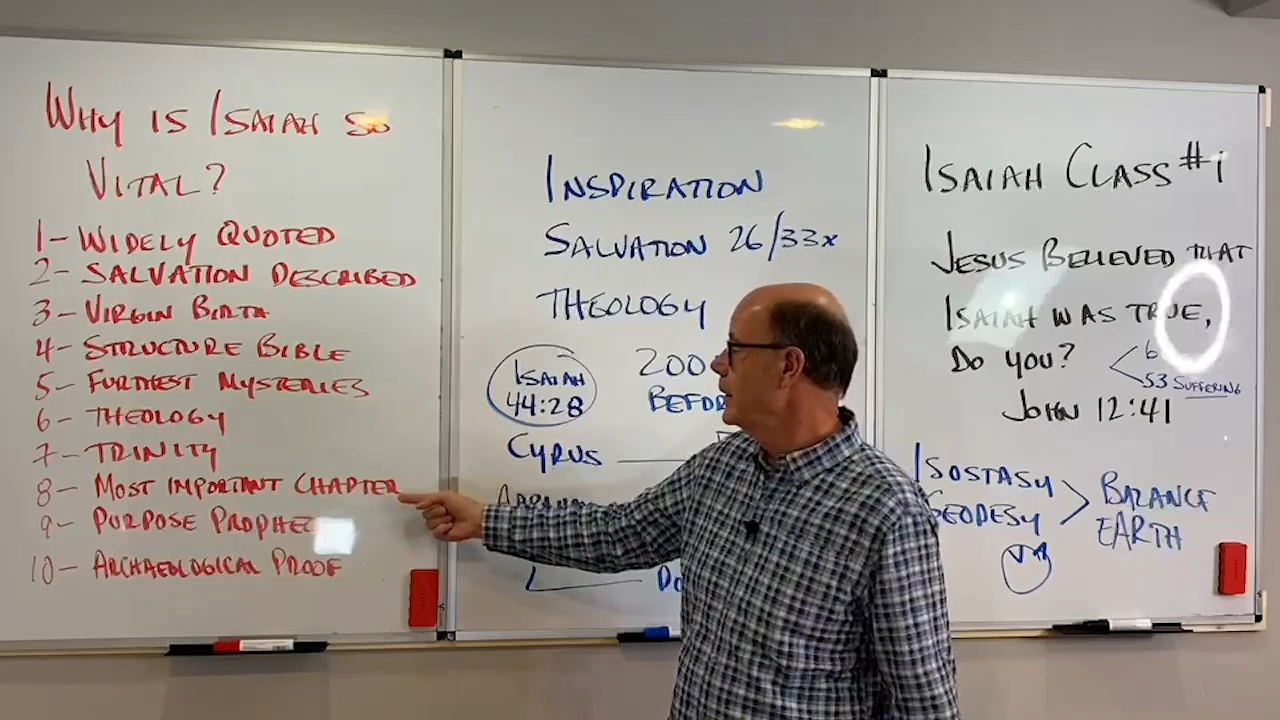 WHY IS ISAIAH SO
VITAL?
1- WIDELY QUOTED
2- SALVATION DESCRIBED
3- VIRGIN BIRTH
4- STRUCTURE BIBLE
5- FURTHEST MYSTERIES
6- THEOLOGY
7- TRINITY
8- MOST IMPORTANT CHAPTER
9- PURPOSE
10- ARCHAEOLOGICAL PROOF
INSPIRATION
SALVATION 26/33x
THEOLOGY
ISAIAH
44:28
200
BEFOR
CYRUS
ISAIAH CLASS #1
JESUS BELIEVED THAT
ISAIAH WAS TRUE,
DO YOU?
6
53 SUFFERING
JOHN 12:41
ISOSTASY
GEODESY
BALANCE
EARTH